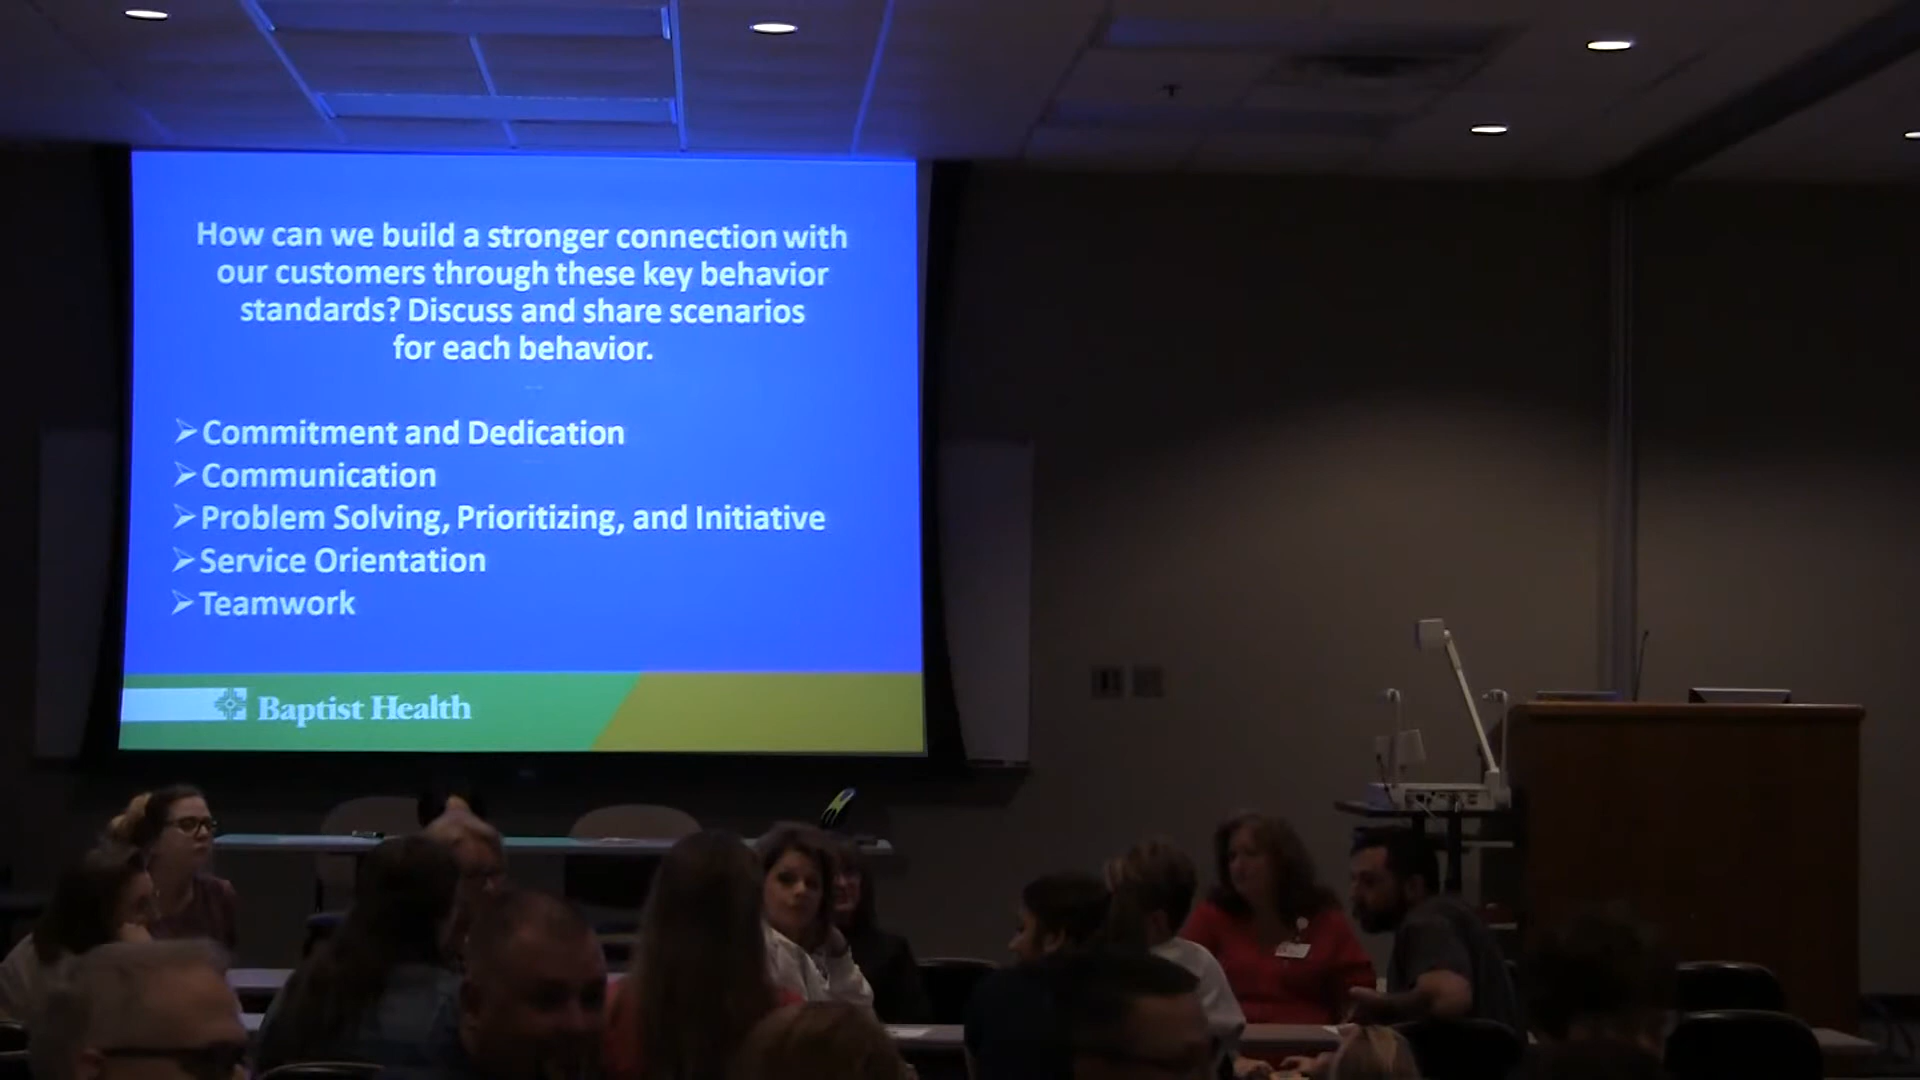 How can we build a stronger connection with
our customers through these key behavior
standards? Discuss and share scenarios
for each behavior.
Commitment and Dedication
Communication
Problem Solving, Prioritizing, and Initiative
Service Orientation
Teamwork
Baptist Health